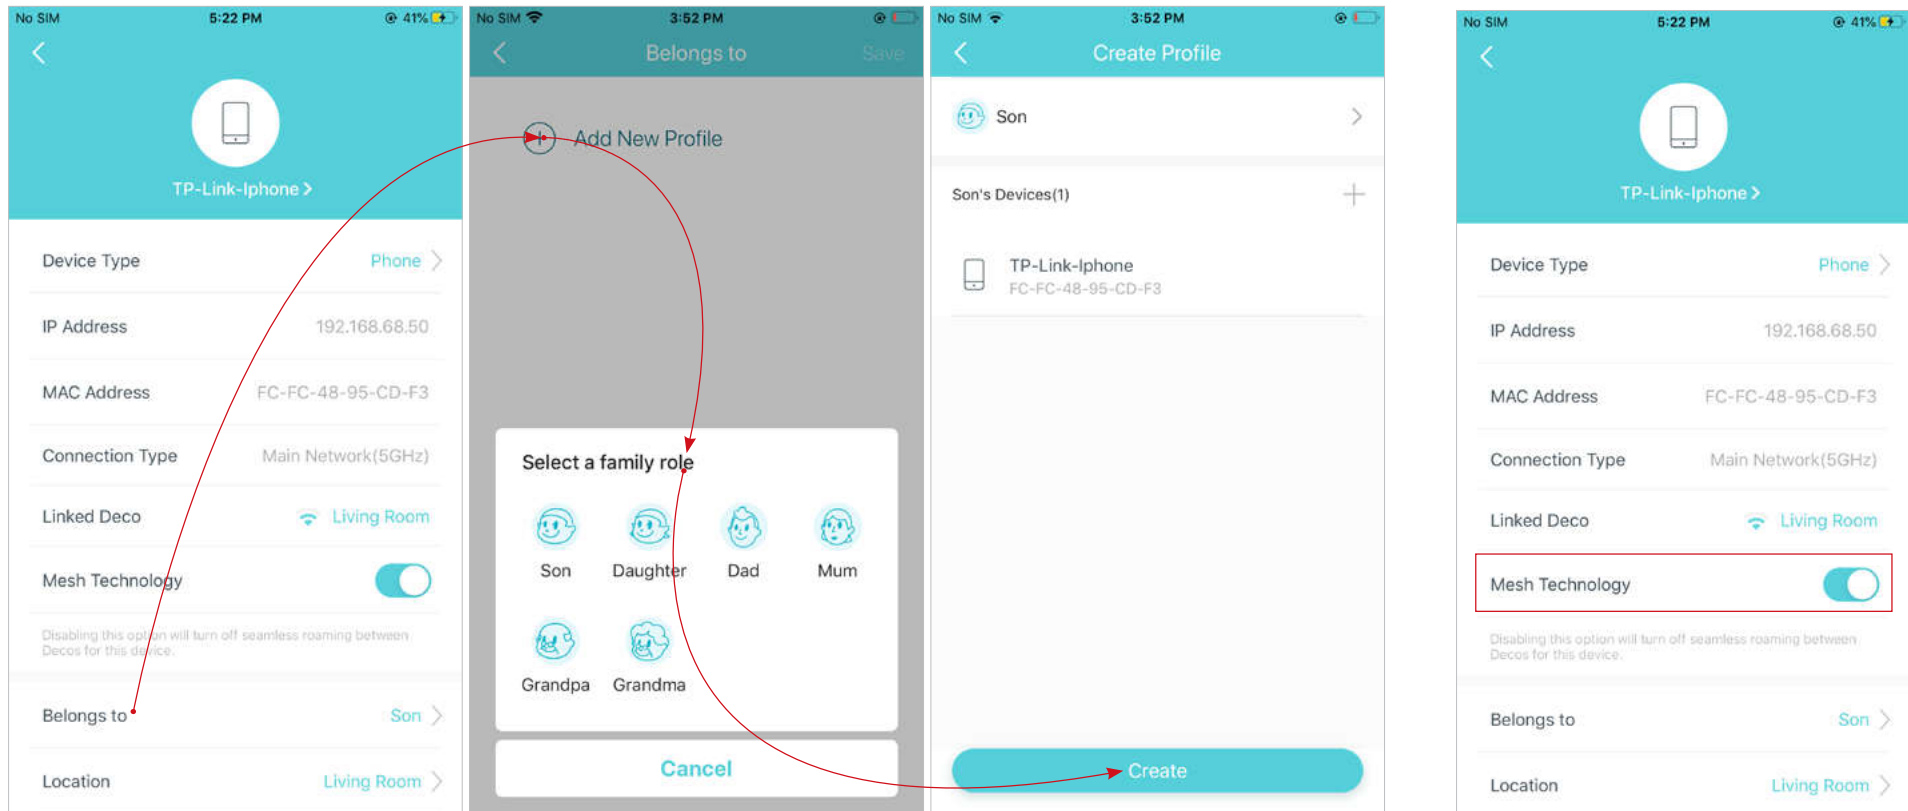 No SIM 5:22 PM 41%
TP-Link-Iphone
Device Type Phone
IP Address 192.168.68.50
MAC Address FC-FC-48-95-CD-F3
Connection Type Main Network(5GHz)
Linked Deco Living Room
Mesh Technology
Disabling this option will turn off seamless roaming between
Decos for this device.
Belongs to Son
Location Living Room
No SIM 3:52 PM
Belongs to Save
Add New Profile
Select a family role
Son Daughter Dad Mum
Grandpa Grandma
Cancel
No SIM 3:52 PM
Create Profile
Son
Son's Devices(1)
TP-Link-Iphone
FC-FC-48-95-CD-F3
Create
No SIM 5:22 PM 41%
TP-Link-Iphone
Device Type Phone
IP Address 192.168.68.50
MAC Address FC-FC-48-95-CD-F3
Connection Type Main Network(5GHz)
Linked Deco Living Room
Mesh Technology
Disabling this option will turn off seamless roaming between
Decos for this device.
Belongs to Son
Location Living Room